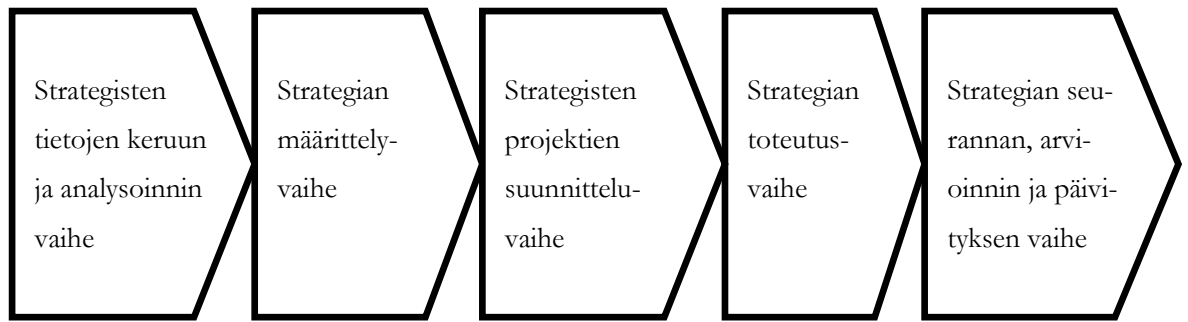 Strategisten
tietojen keruun
ja analysoinnin
vaihe
Strategian
määrittely-
vaihe
Strategisten
projektien
suunnittelu-
vaihe
Strategian
toteutus-
vaihe
Strategian seu-
rannan, arvi-
oinnin ja päivi-
tyksen vaihe